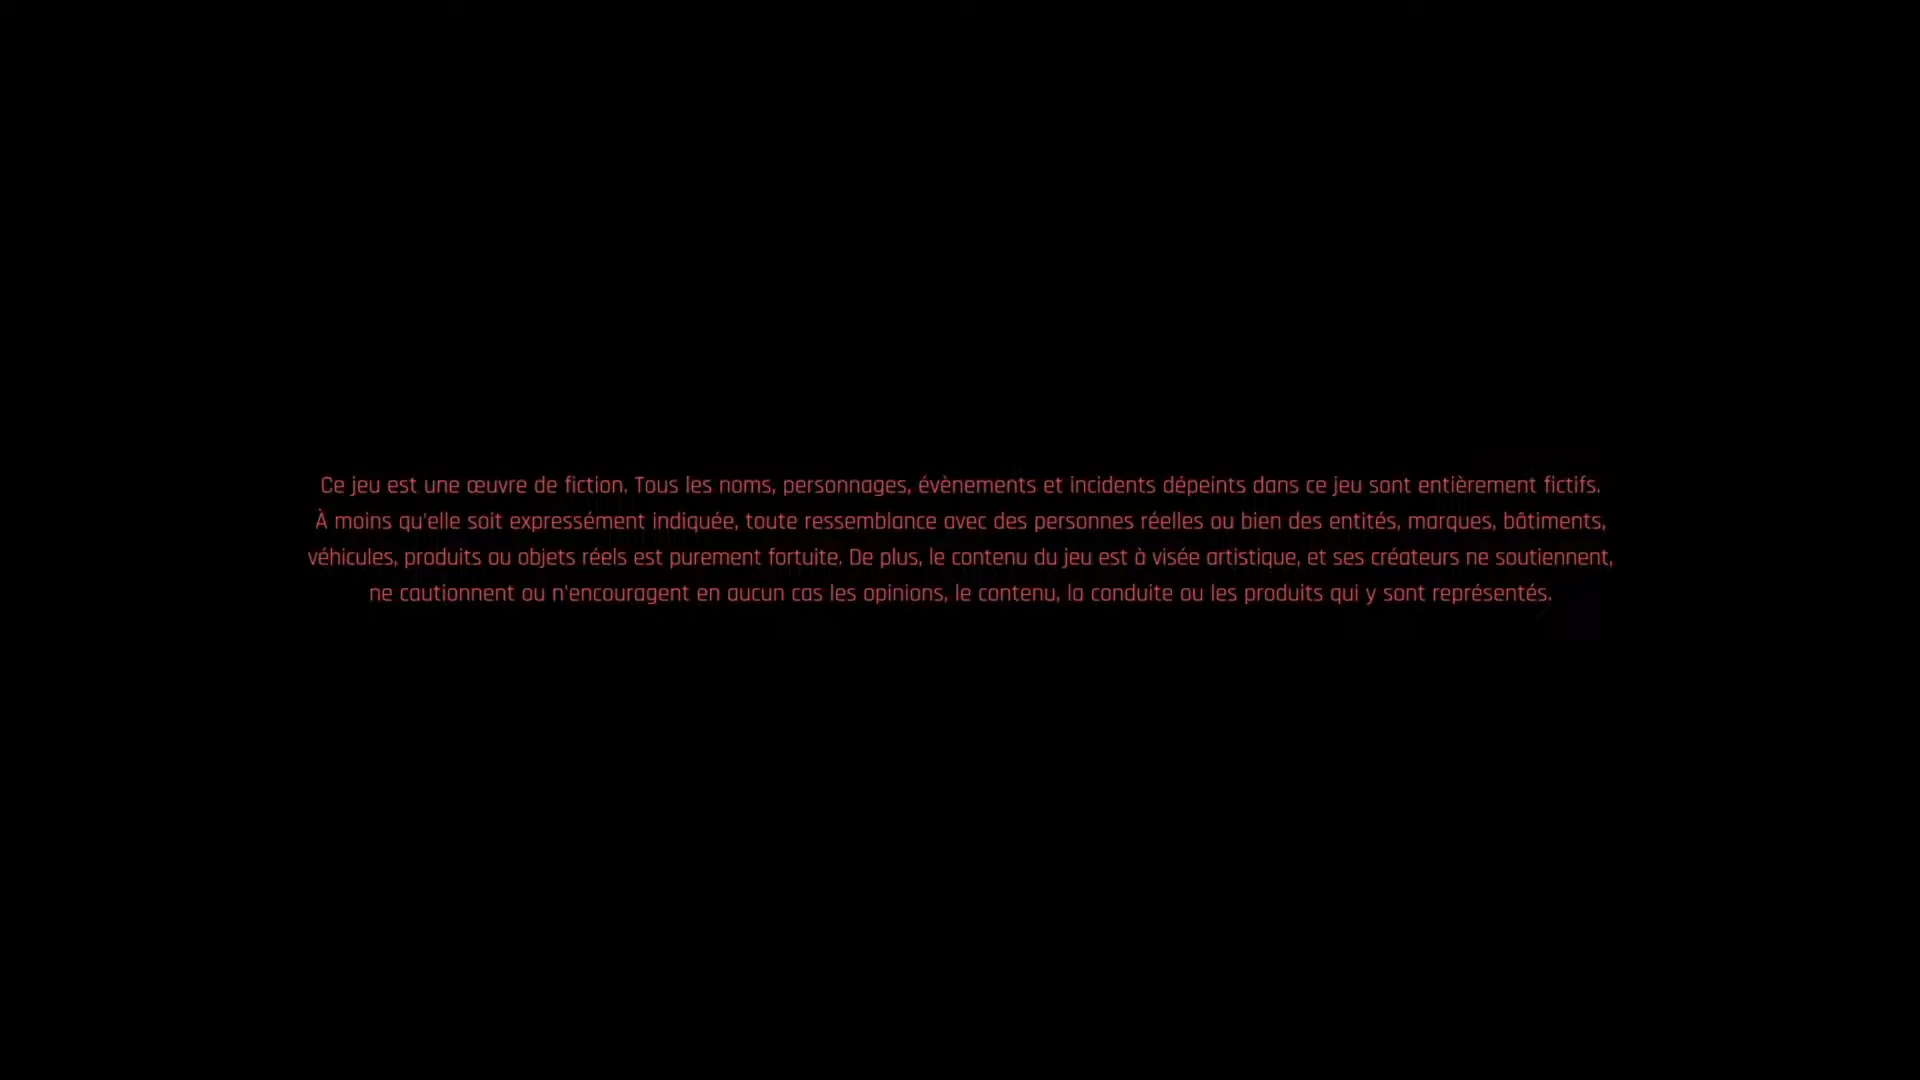 Ce jeu est une œuvre de fiction. Tous les noms, personnages, évènements et incidents dépeints dans ce jeu sont entièrement fictifs.
À moins qu'elle soit expressément indiquée, toute ressemblance avec des personnes réelles ou bien des entités, marques, bâtiments,
véhicules, produits ou objets réels est purement fortuite. De plus, le contenu du jeu est à visée artistique, et ses créateurs ne soutiennent,
ne cautionnent ou n'encouragent en aucun cas les opinions, le contenu, la conduite ou les produits qui y sont représentés.